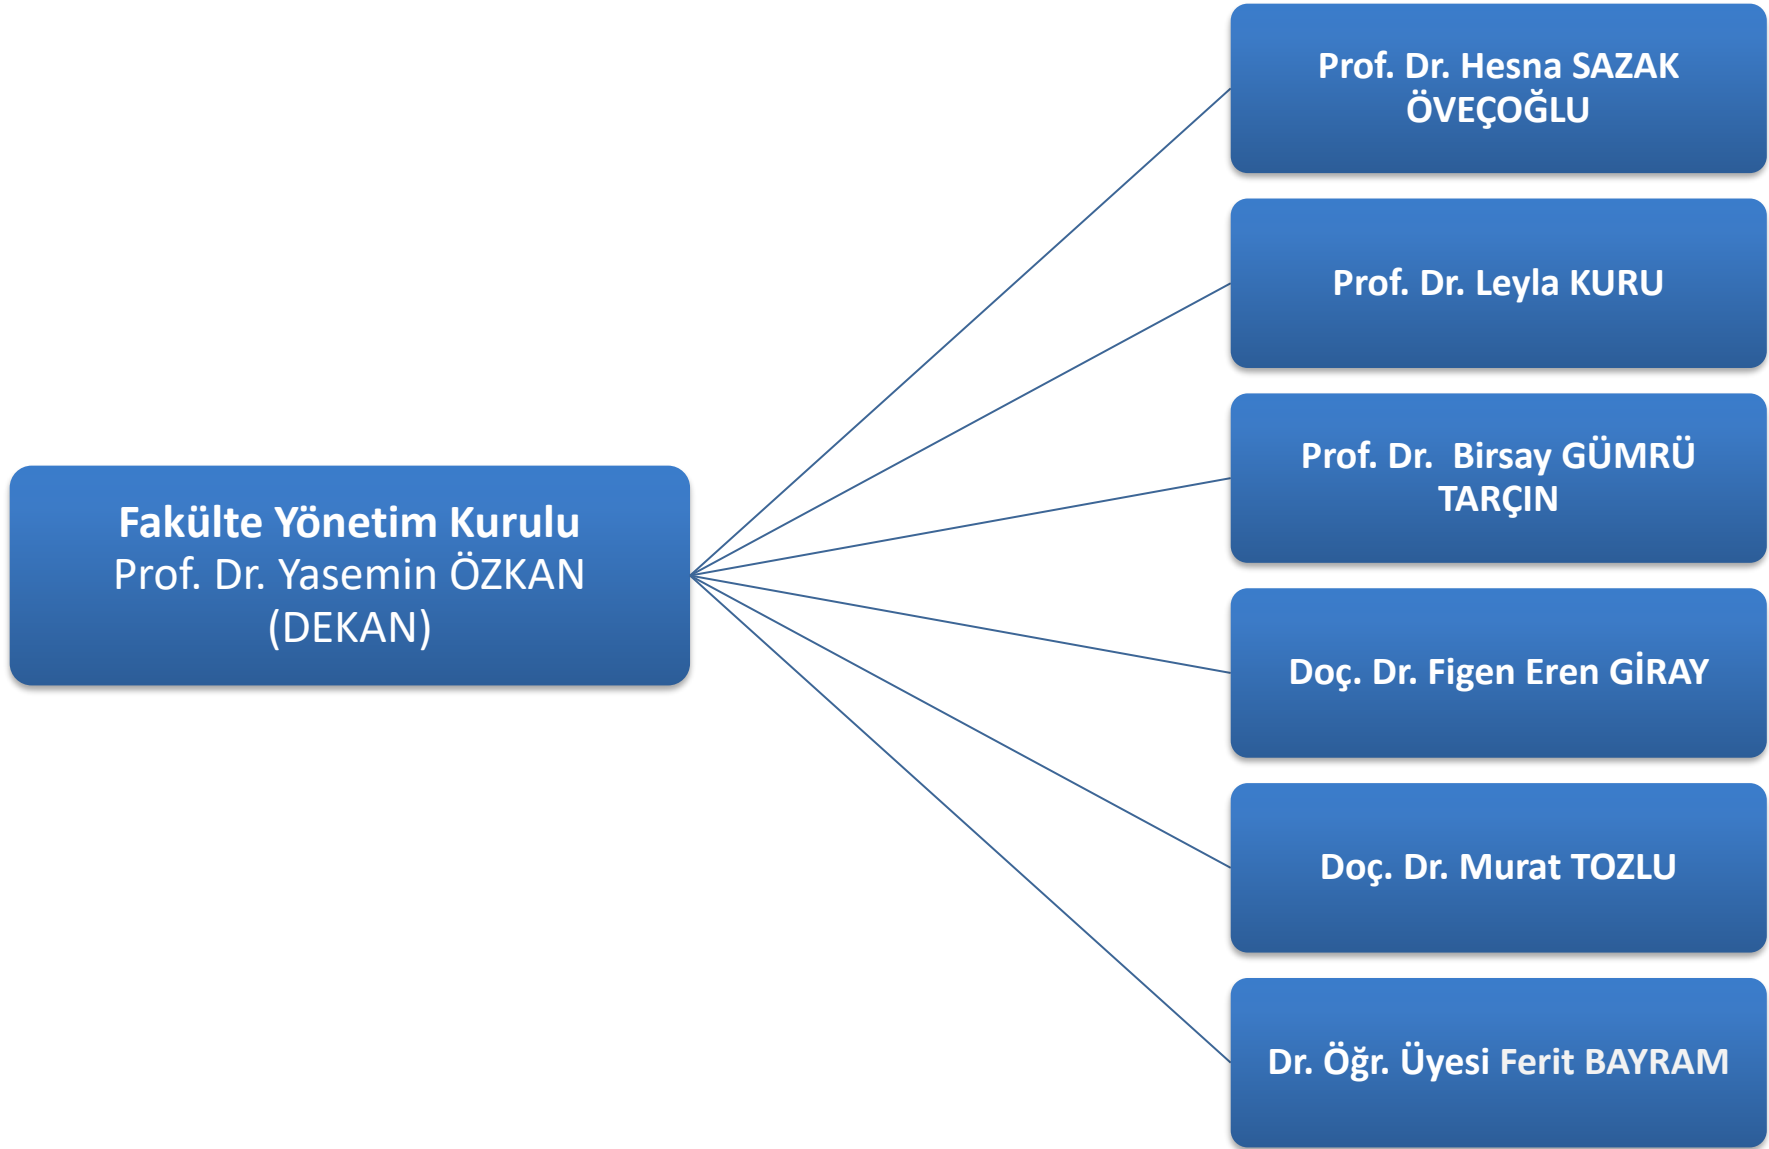 Fakülte Yönetim Kurulu
Prof. Dr. Yasemin ÖZKAN
(DEKAN)
Prof. Dr. Hesna SAZAK
ÖVEÇOĞLU
Prof. Dr. Leyla KURU
Prof. Dr.  Birsay GÜMRÜ
TARÇIN
Doç. Dr. Figen Eren GİRAY
Doç. Dr. Murat TOZLU
Dr. Öğr. Üyesi Ferit BAYRAM